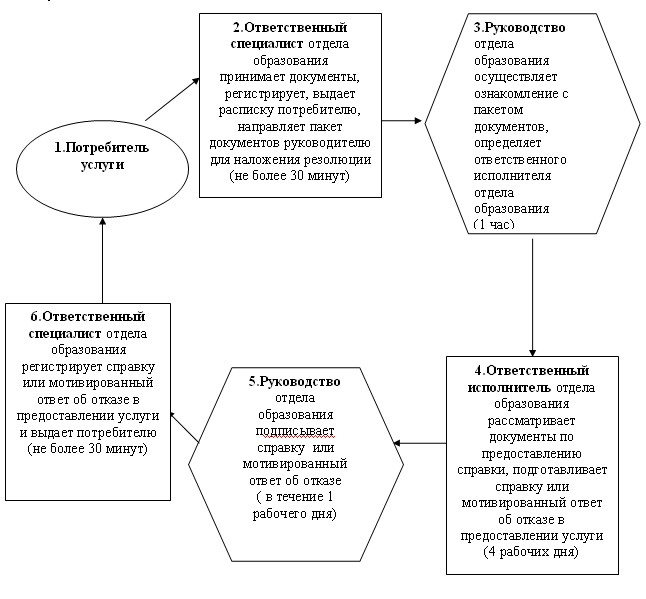 1.Потребитель
услуги
2.Ответственный
специалист отдела
образования
принимает документы,
регистрирует, выдает
расписку потребителю,
направляет пакет
документов руководителю
для наложения резолюции
(не более 30 минут)
3.Руководство
отдела
образования
осуществляет
ознакомление с
пакетом
документов,
определяет
ответственного
исполнителя
отдела
образования
(1 час)
4.Ответственный
исполнитель отдела
образования
рассматривает
документы по
предоставлению
справки, подготавливает
справку или
мотивированный ответ
об отказе в
предоставлении услуги
(4 рабочих дня)
5.Руководство
отдела
образования
подписывает
справку или
мотивированный
ответ об отказе
( в течение 1
рабочего дня)
6.Ответственный
специалист отдела
образования
регистрирует справку
или мотивированный
ответ об отказе в
предоставлении услуги
и выдает потребителю
(не более 30 минут)